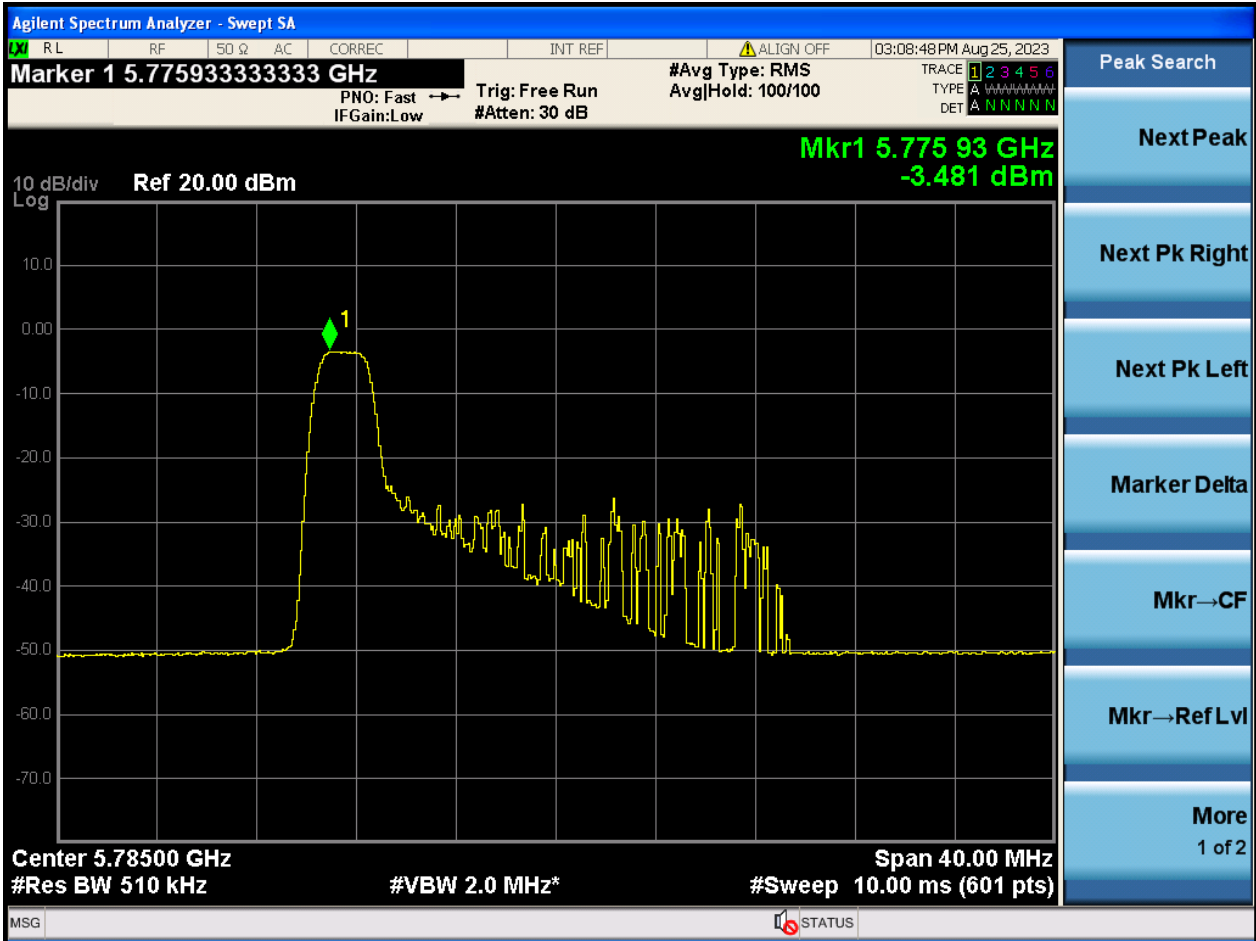 Agilent Spectrum Analyzer - Swept SA
LXI RL RF 50 Ω AC CORREC INT REF ALIGN OFF 03:08:48 PM Aug 25, 2023
Marker 1 5.775933333333 GHz
PNO: Fast
IFGain:Low
Trig: Free Run
#Atten: 30 dB
#Avg Type: RMS
Avg|Hold: 100/100
TRACE 1 2 3 4 5 6
TYPE A
DET A N N N N N
Mkr1 5.775 93 GHz
-3.481 dBm
10 dB/div Ref 20.00 dBm
Log
10.0
1
0.00
-10.0
-20.0
-30.0
-40.0
-50.0
-60.0
-70.0
Center 5.78500 GHz Span 40.00 MHz
#Res BW 510 kHz #VBW 2.0 MHz* #Sweep 10.00 ms (601 pts)
MSG STATUS
Peak Search
Next Peak
Next Pk Right
Next Pk Left
Marker Delta
Mkr→CF
Mkr→Ref Lvl
More
1 of 2